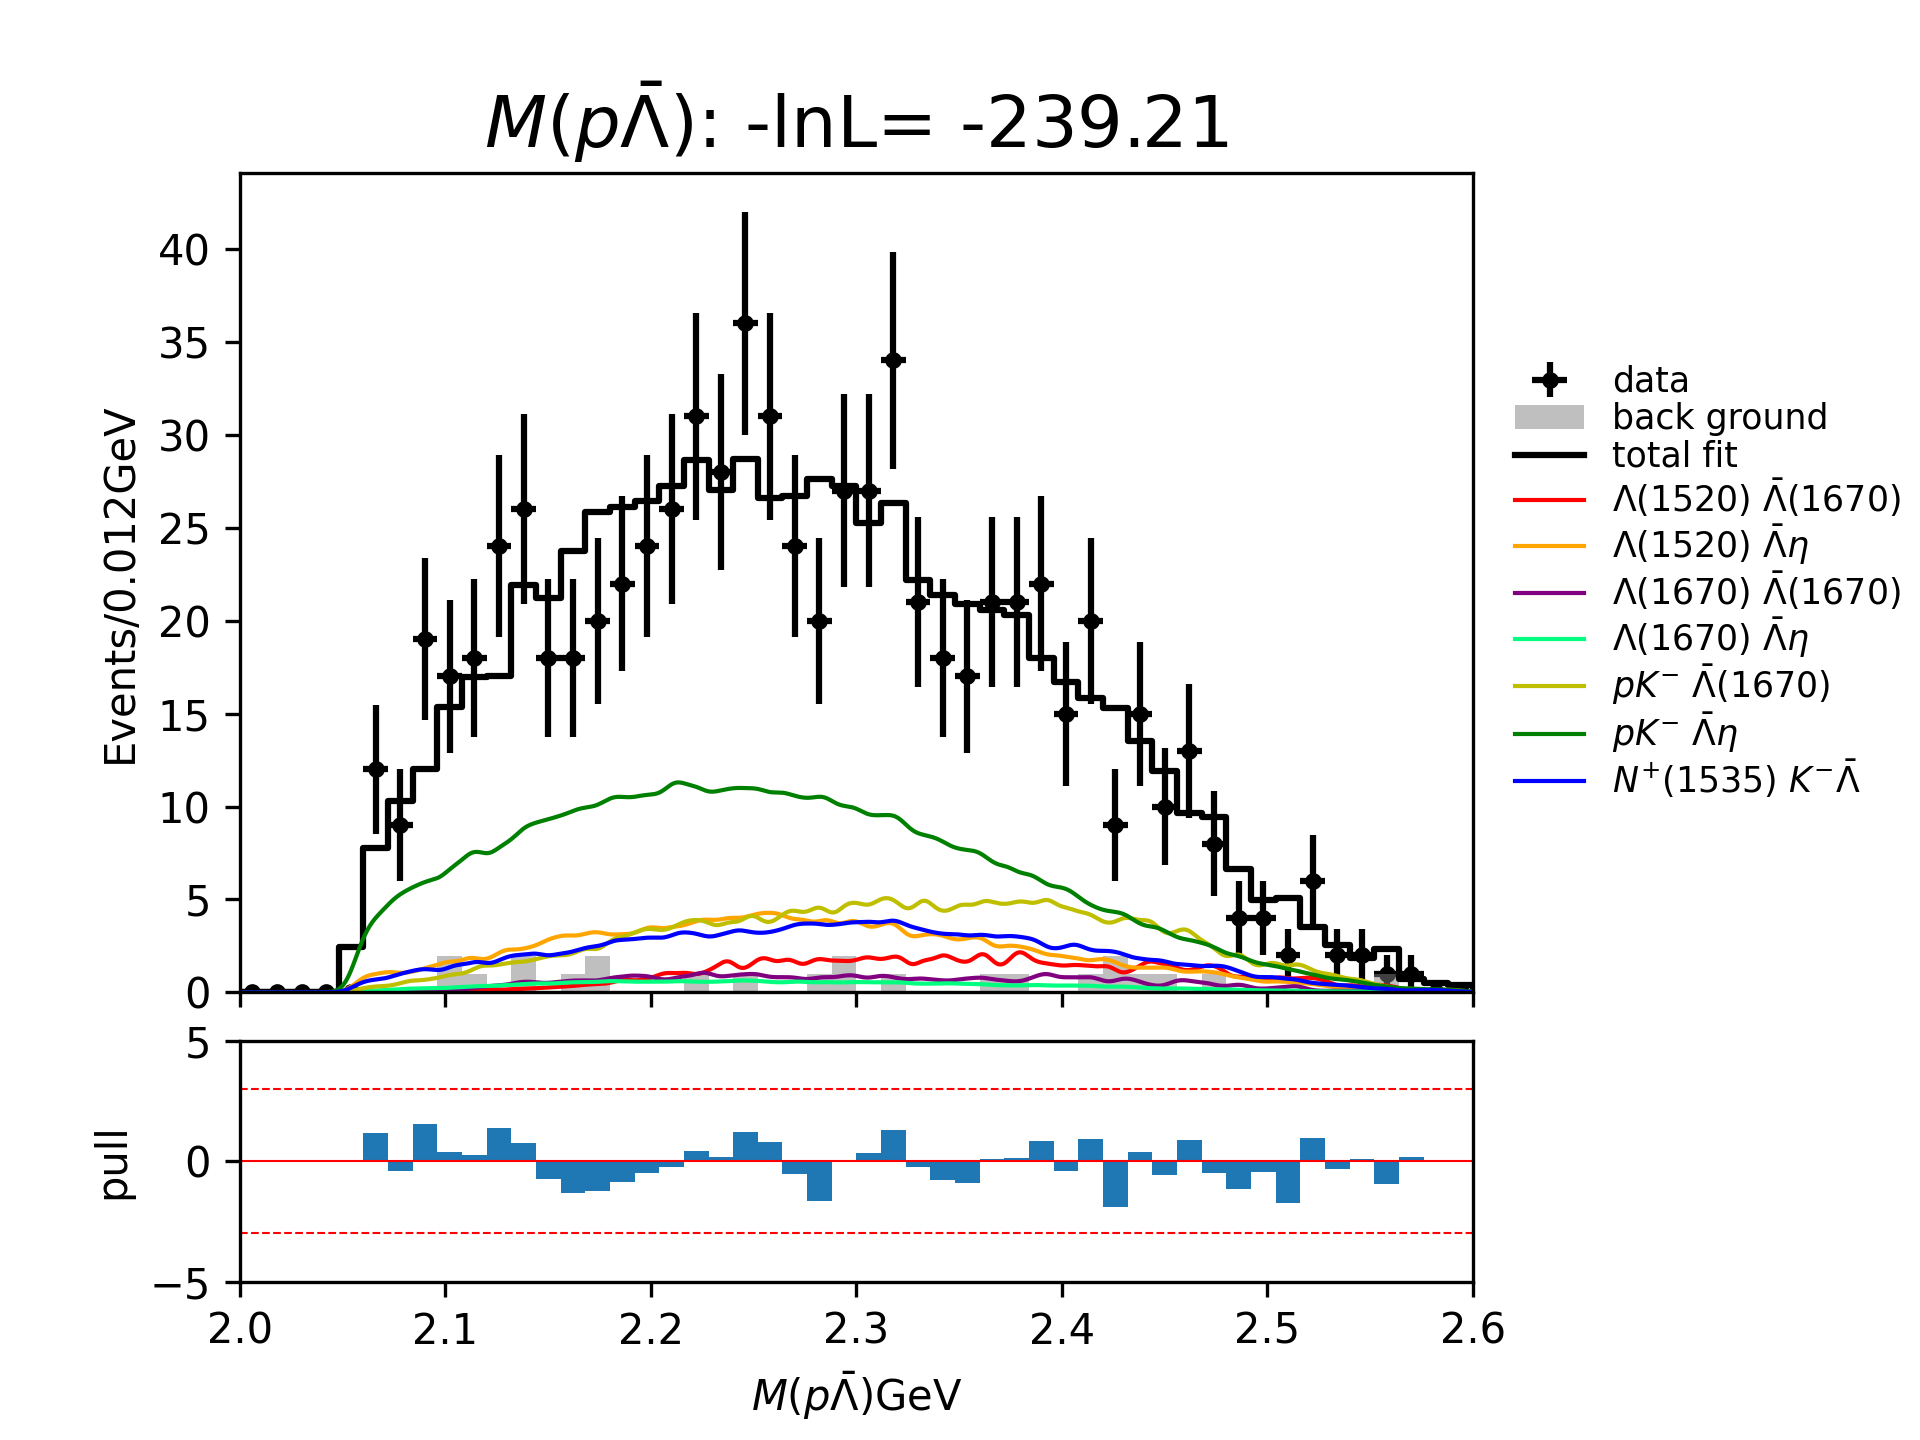 M(pΛ̄): -lnL= -239.21
Events/0.012GeV
40
35
30
25
20
15
10
5
0
data
back ground
total fit
Λ(1520) Λ̄(1670)
Λ(1520) Λ̄η
Λ(1670) Λ̄(1670)
Λ(1670) Λ̄η
pK⁻ Λ̄(1670)
pK⁻ Λ̄η
N⁺(1535) K⁻Λ̄
pull
5
0
−5
2.0 2.1 2.2 2.3 2.4 2.5 2.6
M(pΛ̄)GeV